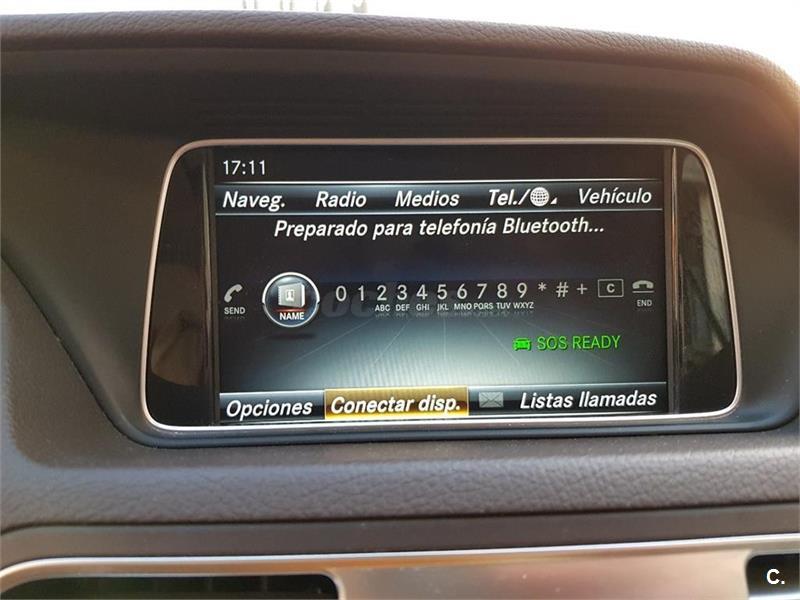 17:11
Naveg. Radio Medios Tel./ Vehículo
Preparado para telefonía Bluetooth...
0 1 2 3 4 5 6 7 8 9 * # + C
SEND NAME ABC DEF GHI JKL MNO PQRS TUV WXYZ END
SOS READY
Opciones Conectar disp. Listas llamadas
C.